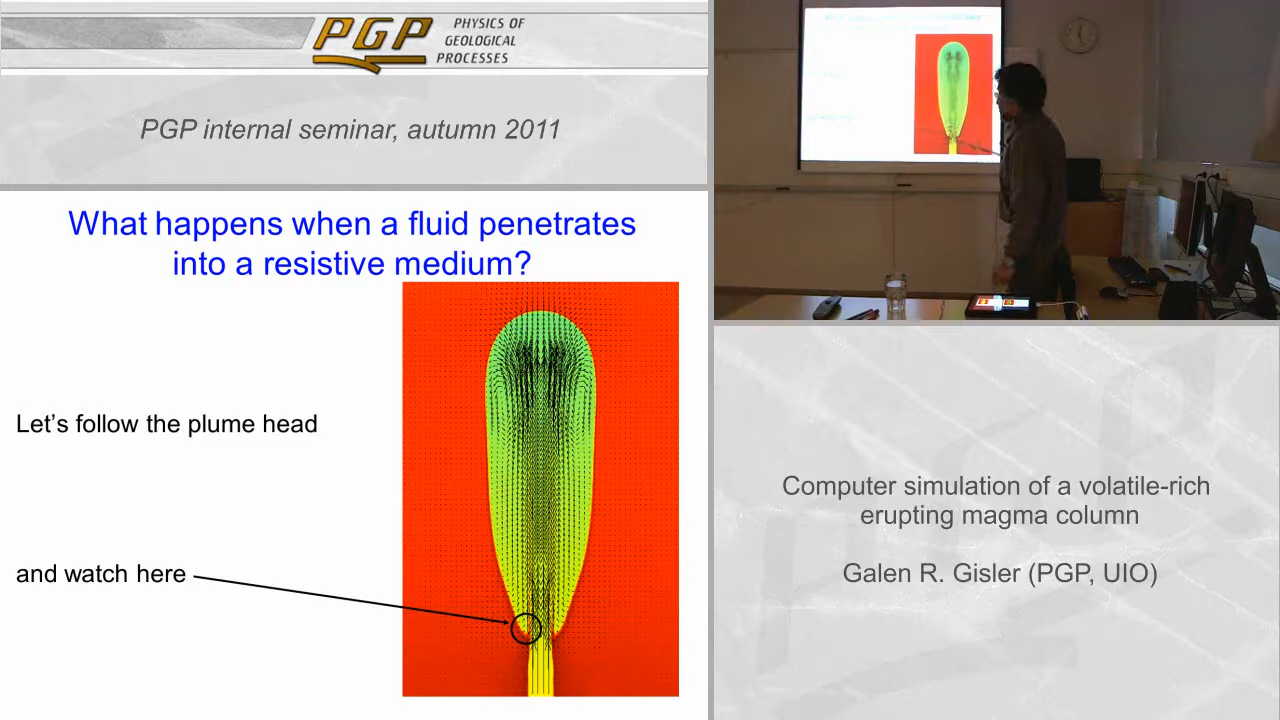 PGP
PHYSICS OF
GEOLOGICAL
PROCESSES
PGP internal seminar, autumn 2011
What happens when a fluid penetrates
into a resistive medium?
Let's follow the plume head
and watch here
Computer simulation of a volatile-rich
erupting magma column
Galen R. Gisler (PGP, UIO)